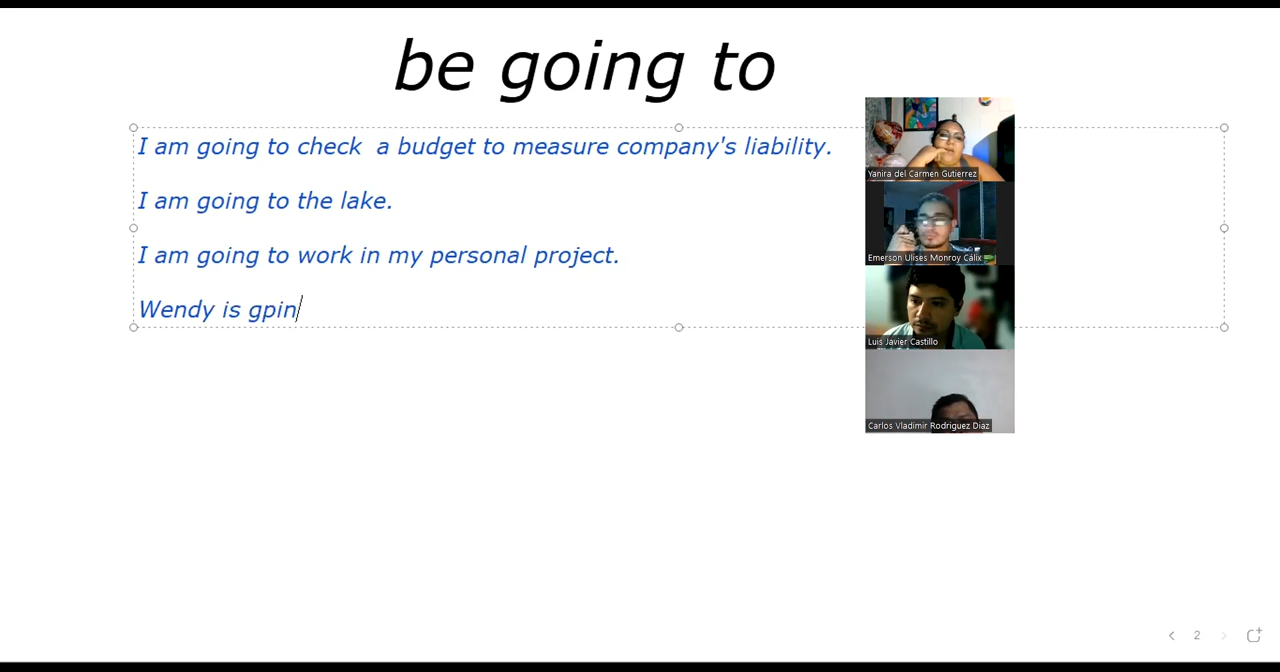 be going to
I am going to check  a budget to measure company's liability.
I am going to the lake.
I am going to work in my personal project.
Wendy is gpin
Yanira del Carmen Gutierrez
Emerson Ulises Monroy Cálix
Luis Javier Castillo
Carlos Vladimir Rodriguez Diaz
2